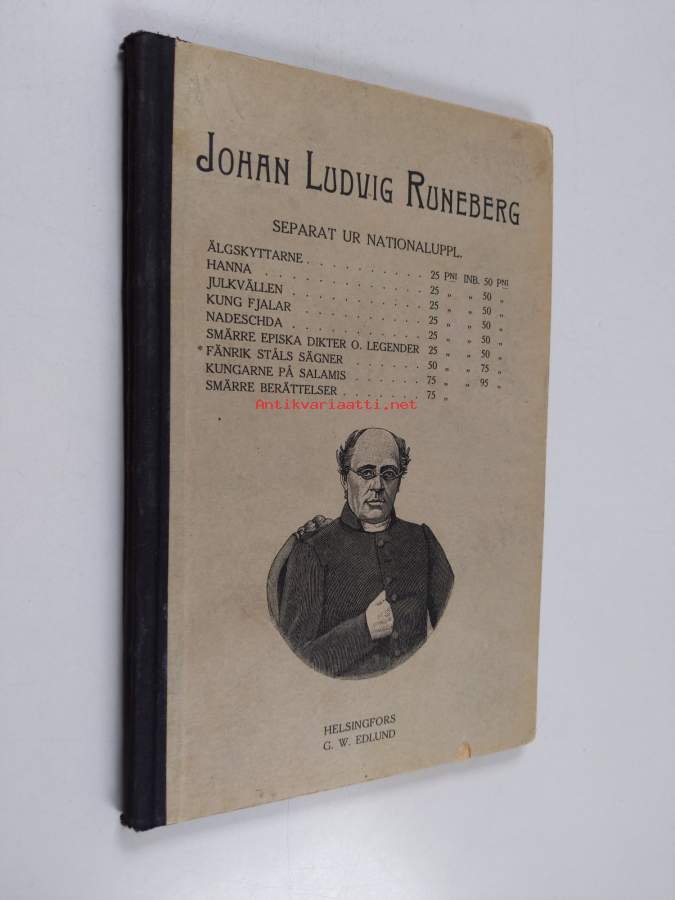 JOHAN LUDVIG RUNEBERG
SEPARAT UR NATIONALUPPL.
ÄLGSKYTTARNE . . . . . . . . . . 25 PNI INB. 50 PNI
HANNA . . . . . . . . . . . . . 25 „ „ 50 „
JULKVÄLLEN . . . . . . . . . . . 25 „ „ 50 „
KUNG FJALAR . . . . . . . . . . 25 „ „ 50 „
NADESCHDA . . . . . . . . . . . 25 „ „ 50 „
SMÄRRE EPISKA DIKTER O. LEGENDER 25 „ „ 50 „
* FÄNRIK STÅLS SÄGNER . . . . . . 50 „ „ 75 „
KUNGARNE PÅ SALAMIS . . . . . . 75 „ „ 95 „
SMÄRRE BERÄTTELSER . . . . . . . 75 „
Antikvariaatti.net
HELSINGFORS
G. W. EDLUND